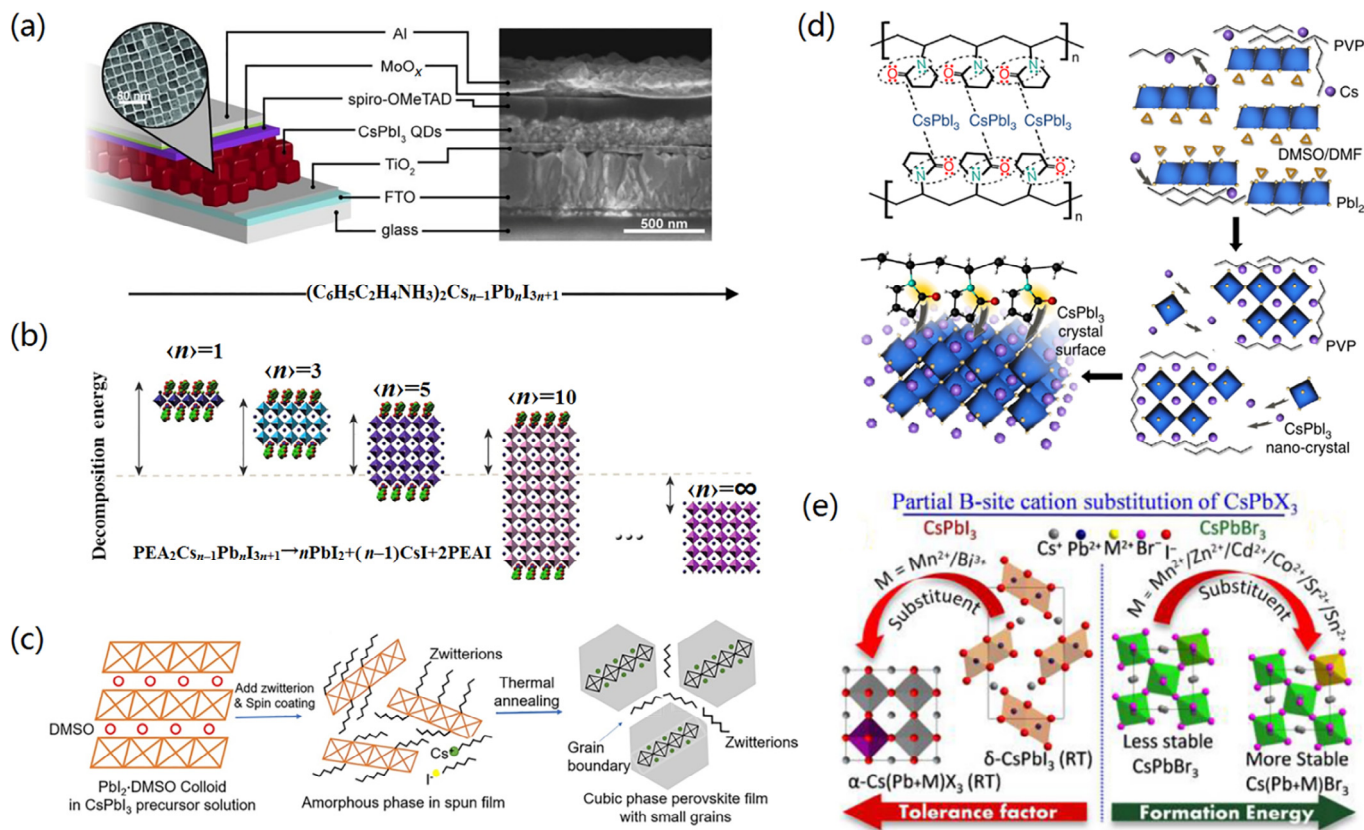 (a)
60 nm
Al
MoOx
spiro-OMeTAD
CsPbI3 QDs
TiO2
FTO
glass
500 nm
(C6H5C2H4NH3)2Csn−1PbnI3n+1
(b)
Decomposition energy
⟨n⟩=1
⟨n⟩=3
⟨n⟩=5
⟨n⟩=10
⟨n⟩=∞
PEA2Csn−1PbnI3n+1→nPbI2+(n−1)CsI+2PEAI
(c)
DMSO
PbI2·DMSO Colloid
in CsPbI3 precursor solution
Add zwitterion
& Spin coating
Zwitterions
Cs+
I-
Amorphous phase in spun film
Thermal
annealing
Grain
boundary
Zwitterions
Cubic phase perovskite film
with small grains
(d)
n
N N N
O O O
CsPbI3 CsPbI3 CsPbI3
N N N
O O O
n
PVP
Cs
DMSO/DMF
PbI2
PVP
CsPbI3
nano-crystal
CsPbI3
crystal
surface
(e)
Partial B-site cation substitution of CsPbX3
CsPbI3
CsPbBr3
Cs+ Pb2+ M2+ Br− I−
M = Mn2+/Bi3+
Substituent
α-Cs(Pb+M)X3 (RT)
δ-CsPbI3 (RT)
Tolerance factor
M = Mn2+/Zn2+/Cd2+/Co2+/Sr2+/Sn2+
Substituent
Less stable
CsPbBr3
More Stable
Cs(Pb+M)Br3
Formation Energy